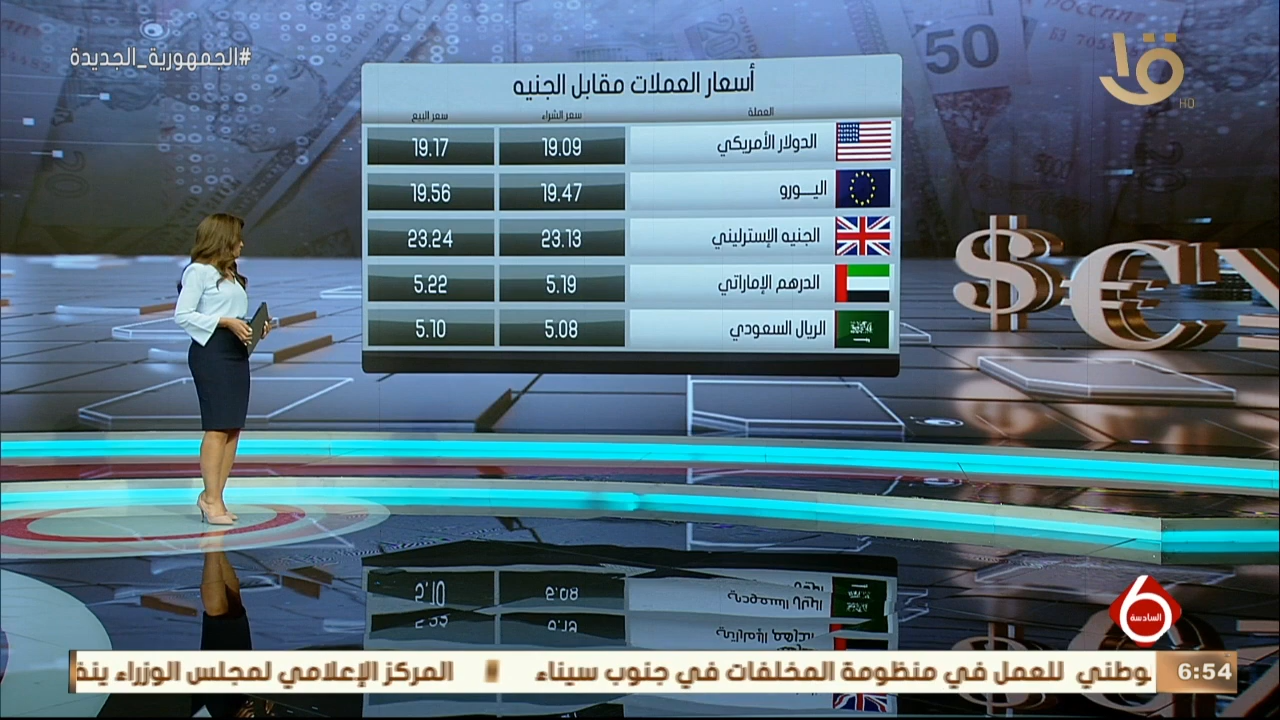 #الجمهورية_الجديدة
50
HD
أسعار العملات مقابل الجنيه
العملة سعر الشراء سعر البيع
الدولار الأمريكي 19.09 19.17
اليـــورو 19.47 19.56
الجنيه الإسترليني 23.13 23.24
الدرهم الإماراتي 5.19 5.22
الريال السعودي 5.08 5.10
$ €
6
السادسة
6:54
وطني للعمل في منظومة المخلفات في جنوب سيناء المركز الإعلامي لمجلس الوزراء ينف